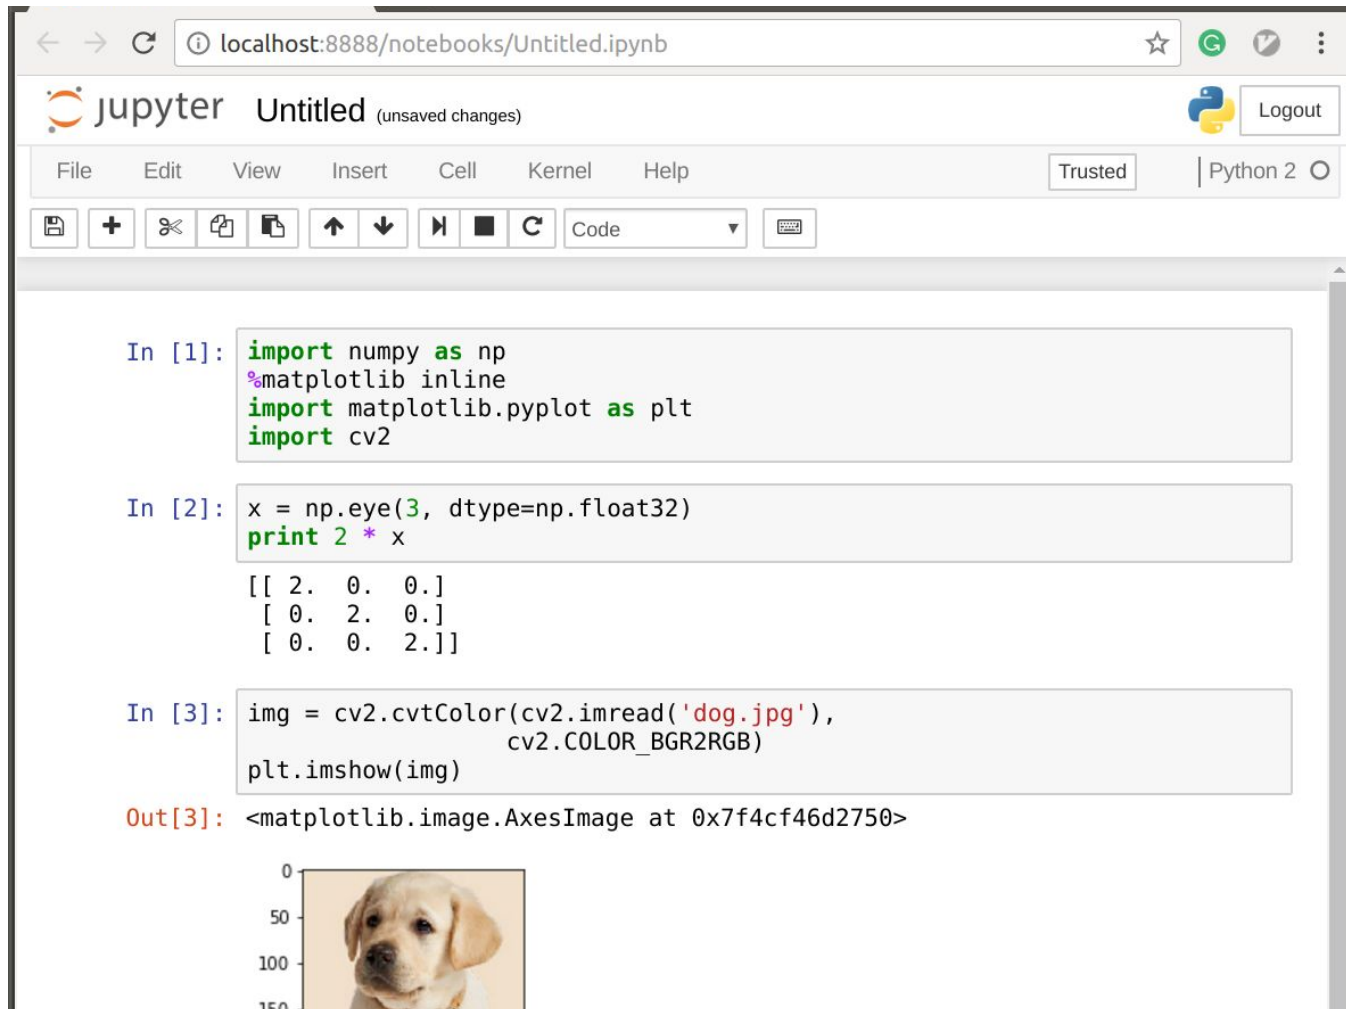 localhost:8888/notebooks/Untitled.ipynb
jupyter Untitled (unsaved changes)
Logout
File Edit View Insert Cell Kernel Help
Trusted
Python 2
Code
In [1]:
import numpy as np
%matplotlib inline
import matplotlib.pyplot as plt
import cv2
In [2]:
x = np.eye(3, dtype=np.float32)
print 2 * x
[[ 2.  0.  0.]
 [ 0.  2.  0.]
 [ 0.  0.  2.]]
In [3]:
img = cv2.cvtColor(cv2.imread('dog.jpg'),
                  cv2.COLOR_BGR2RGB)
plt.imshow(img)
Out[3]: <matplotlib.image.AxesImage at 0x7f4cf46d2750>
0
50
100
150